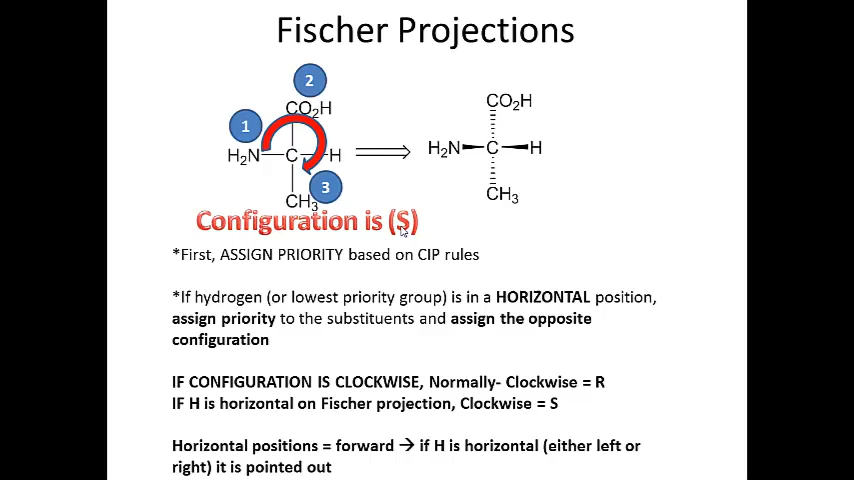 Fischer Projections
2
CO₂H
CO₂H
1
H₂N C H
H₂N C H
3
CH₃
CH₃
Configuration is (S)
*First, ASSIGN PRIORITY based on CIP rules
*If hydrogen (or lowest priority group) is in a HORIZONTAL position,
assign priority to the substituents and assign the opposite
configuration
IF CONFIGURATION IS CLOCKWISE, Normally- Clockwise = R
IF H is horizontal on Fischer projection, Clockwise = S
Horizontal positions = forward → if H is horizontal (either left or
right) it is pointed out